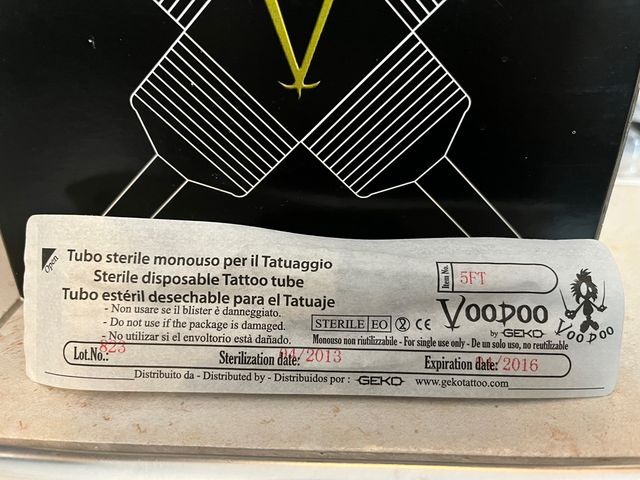 Open
Tubo sterile monouso per il Tatuaggio
Sterile disposable Tattoo tube
Tubo estéril desechable para el Tatuaje
- Non usare se il blister è danneggiato.
- Do not use if the package is damaged.
- No utilizar si el envoltorio está dañado.
STERILE EO 2 CE
Item No. 5FT
VOODOO
by GEKO
VOODOO
Monouso non riutilizzabile - For single use only - De un solo uso, no reutilizable
Lot.No.: 823 Sterilization date: 04/2013 Expiration date: 04/2016
Distribuito da - Distributed by - Distribuidos por : GEKO www.gekotattoo.com